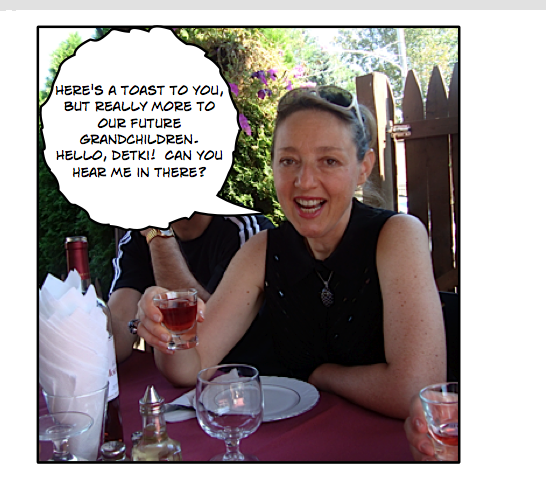 HERE'S A TOAST TO YOU,
BUT REALLY MORE TO
OUR FUTURE
GRANDCHILDREN-
HELLO, DETKI! CAN YOU
HEAR ME IN THERE?